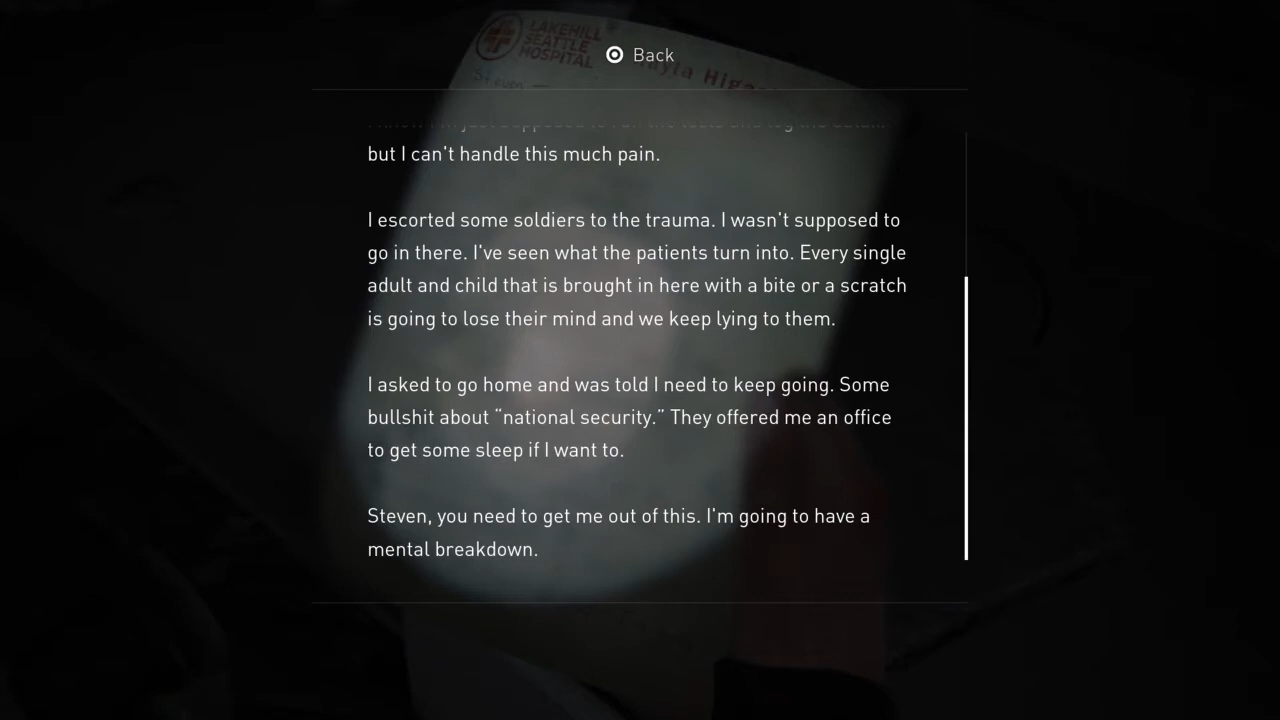 LAKEHILL
SEATTLE
HOSPITAL
Back
Steven
but I can't handle this much pain.
I escorted some soldiers to the trauma. I wasn't supposed to
go in there. I've seen what the patients turn into. Every single
adult and child that is brought in here with a bite or a scratch
is going to lose their mind and we keep lying to them.
I asked to go home and was told I need to keep going. Some
bullshit about “national security.” They offered me an office
to get some sleep if I want to.
Steven, you need to get me out of this. I'm going to have a
mental breakdown.